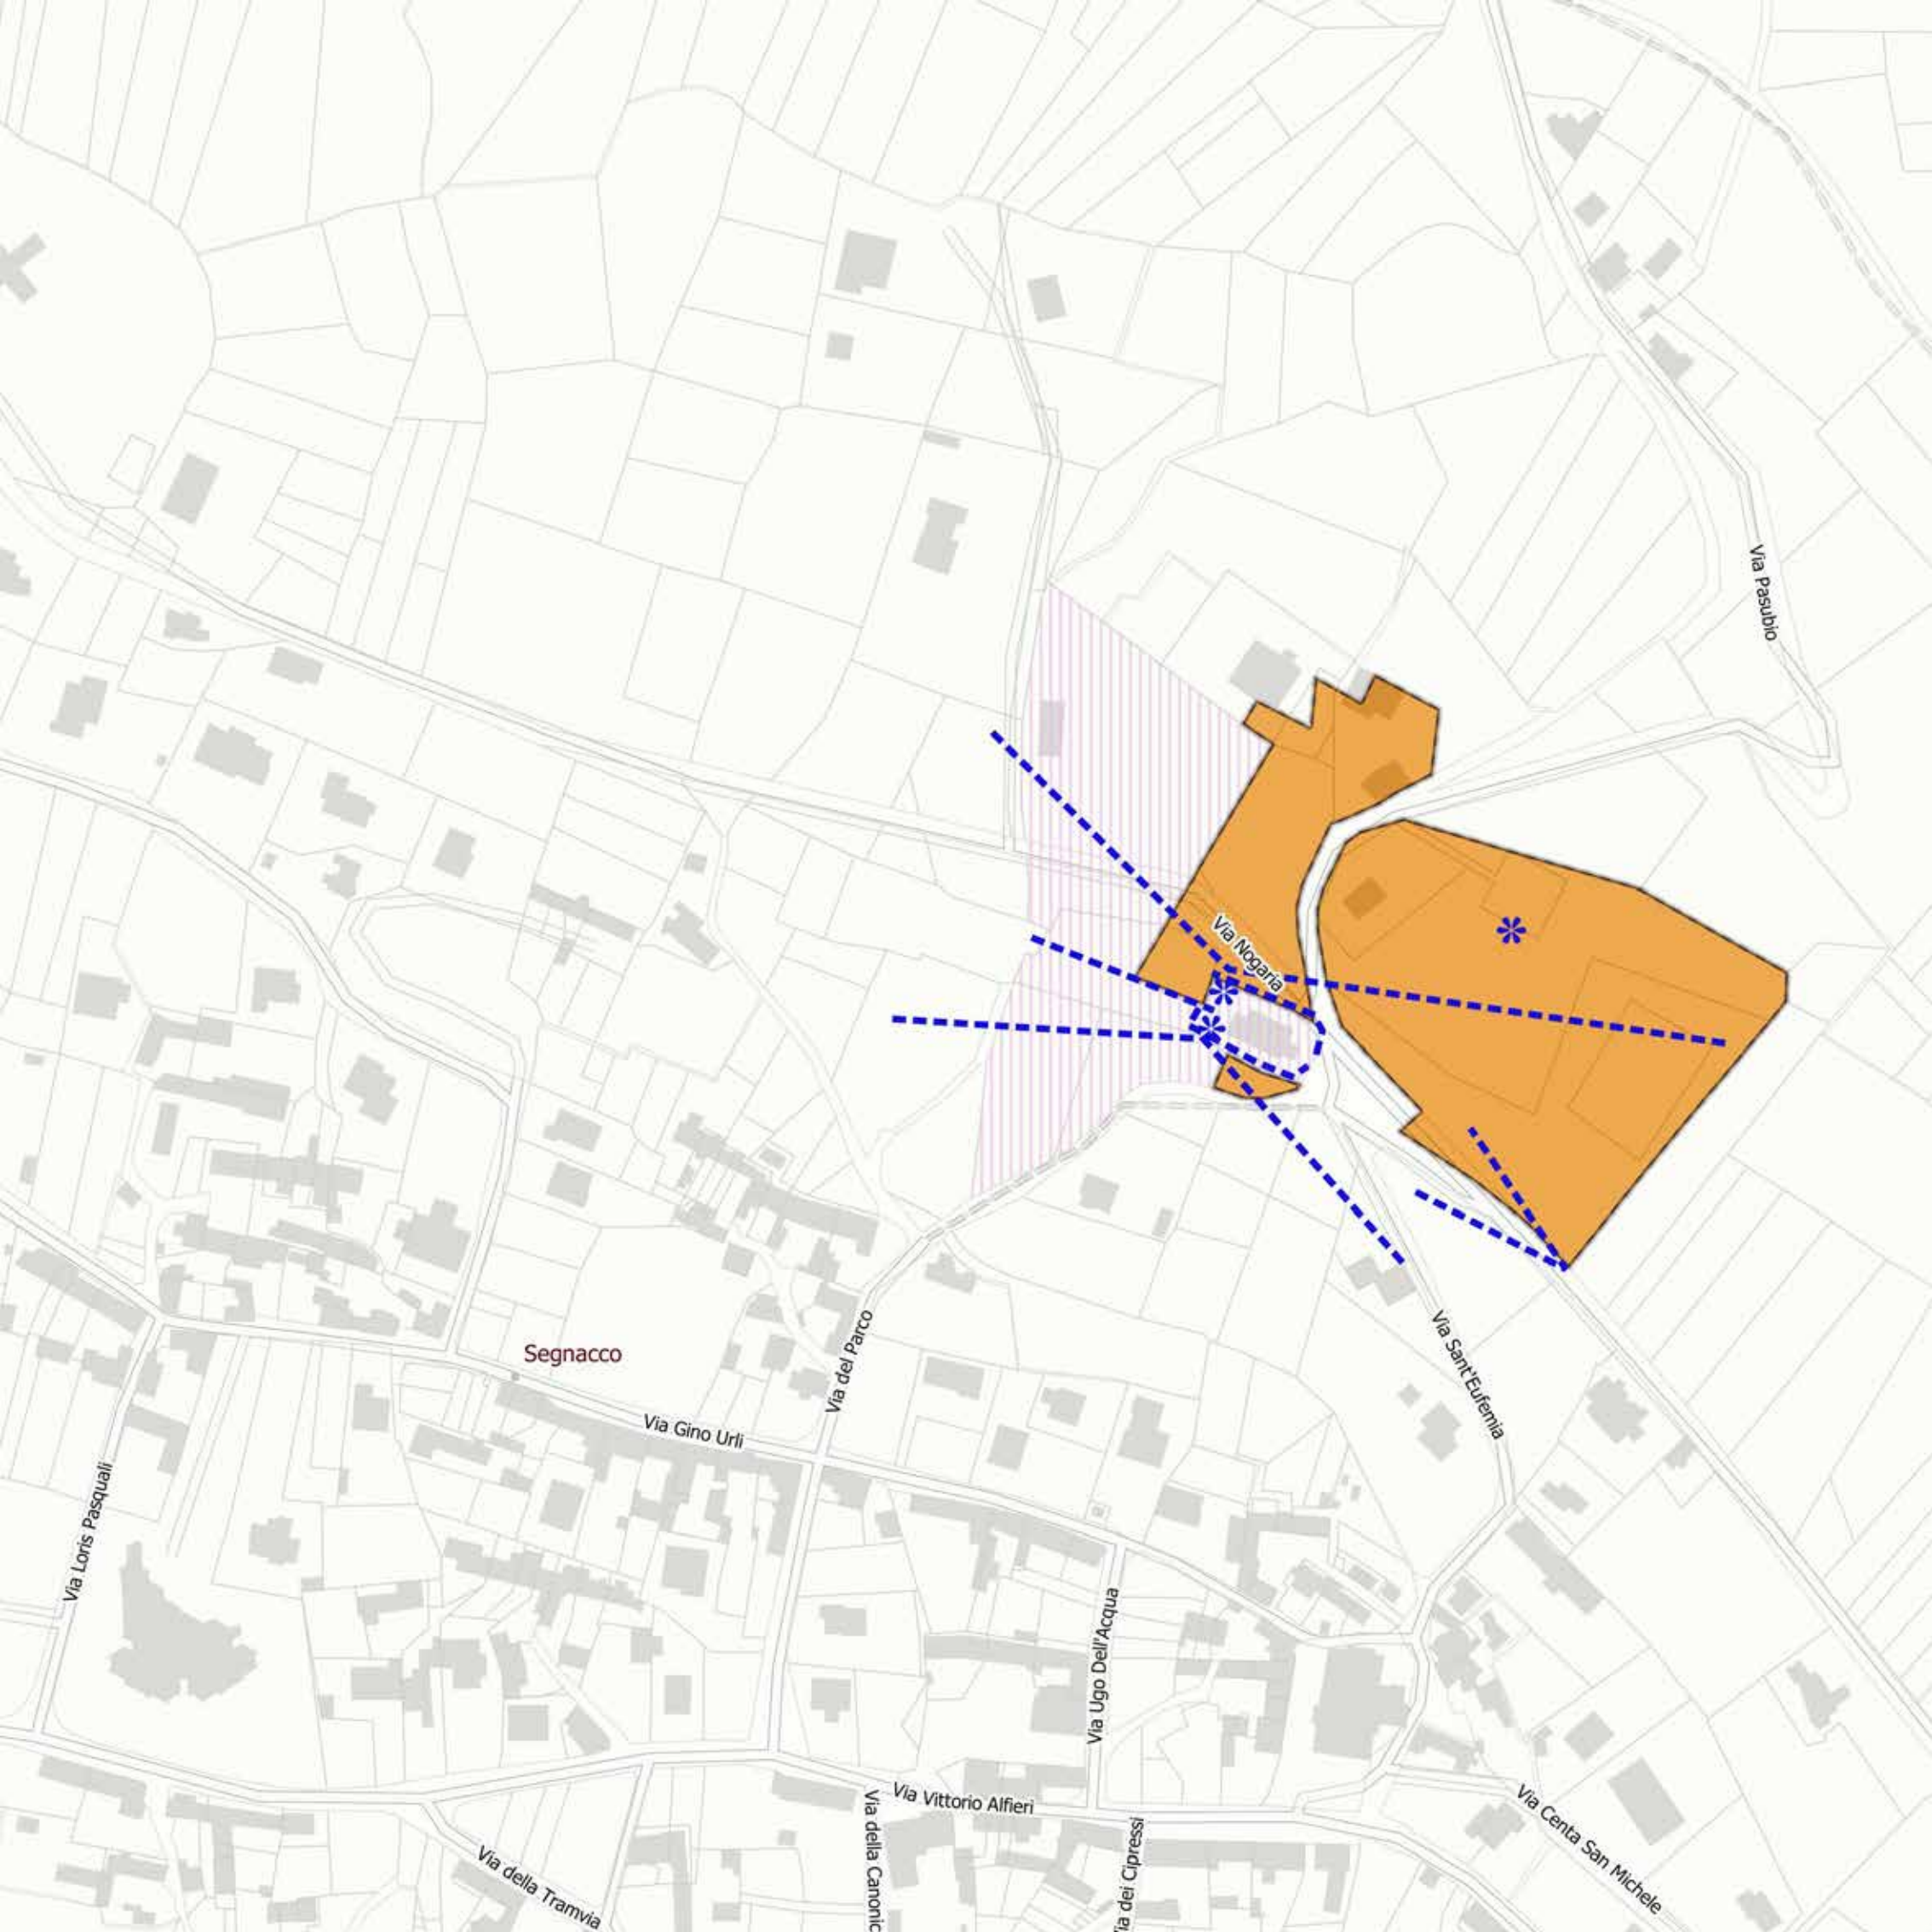 Via Pasubio
Via Nogaria
Via Sant'Eufemia
Via del Parco
Segnacco
Via Gino Urli
Via Loris Pasquali
Via Ugo Dell'Acqua
Via Vittorio Alfieri
Via Centa San Michele
Via della Canonic
ia dei Cipressi
Via della Tramvia